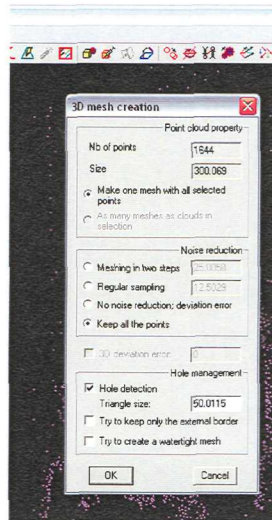 3D mesh creation
Point cloud property
Nb of points 1644
Size 300.069
Make one mesh with all selected
points
As many meshes as clouds in
selection
Noise reduction
Meshing in two steps 25.0058
Regular sampling 12.5029
No noise reduction; deviation error
Keep all the points
3D deviation error 0
Hole management
Hole detection
Triangle size: 50.0115
Try to keep only the external border
Try to create a watertight mesh
OK Cancel